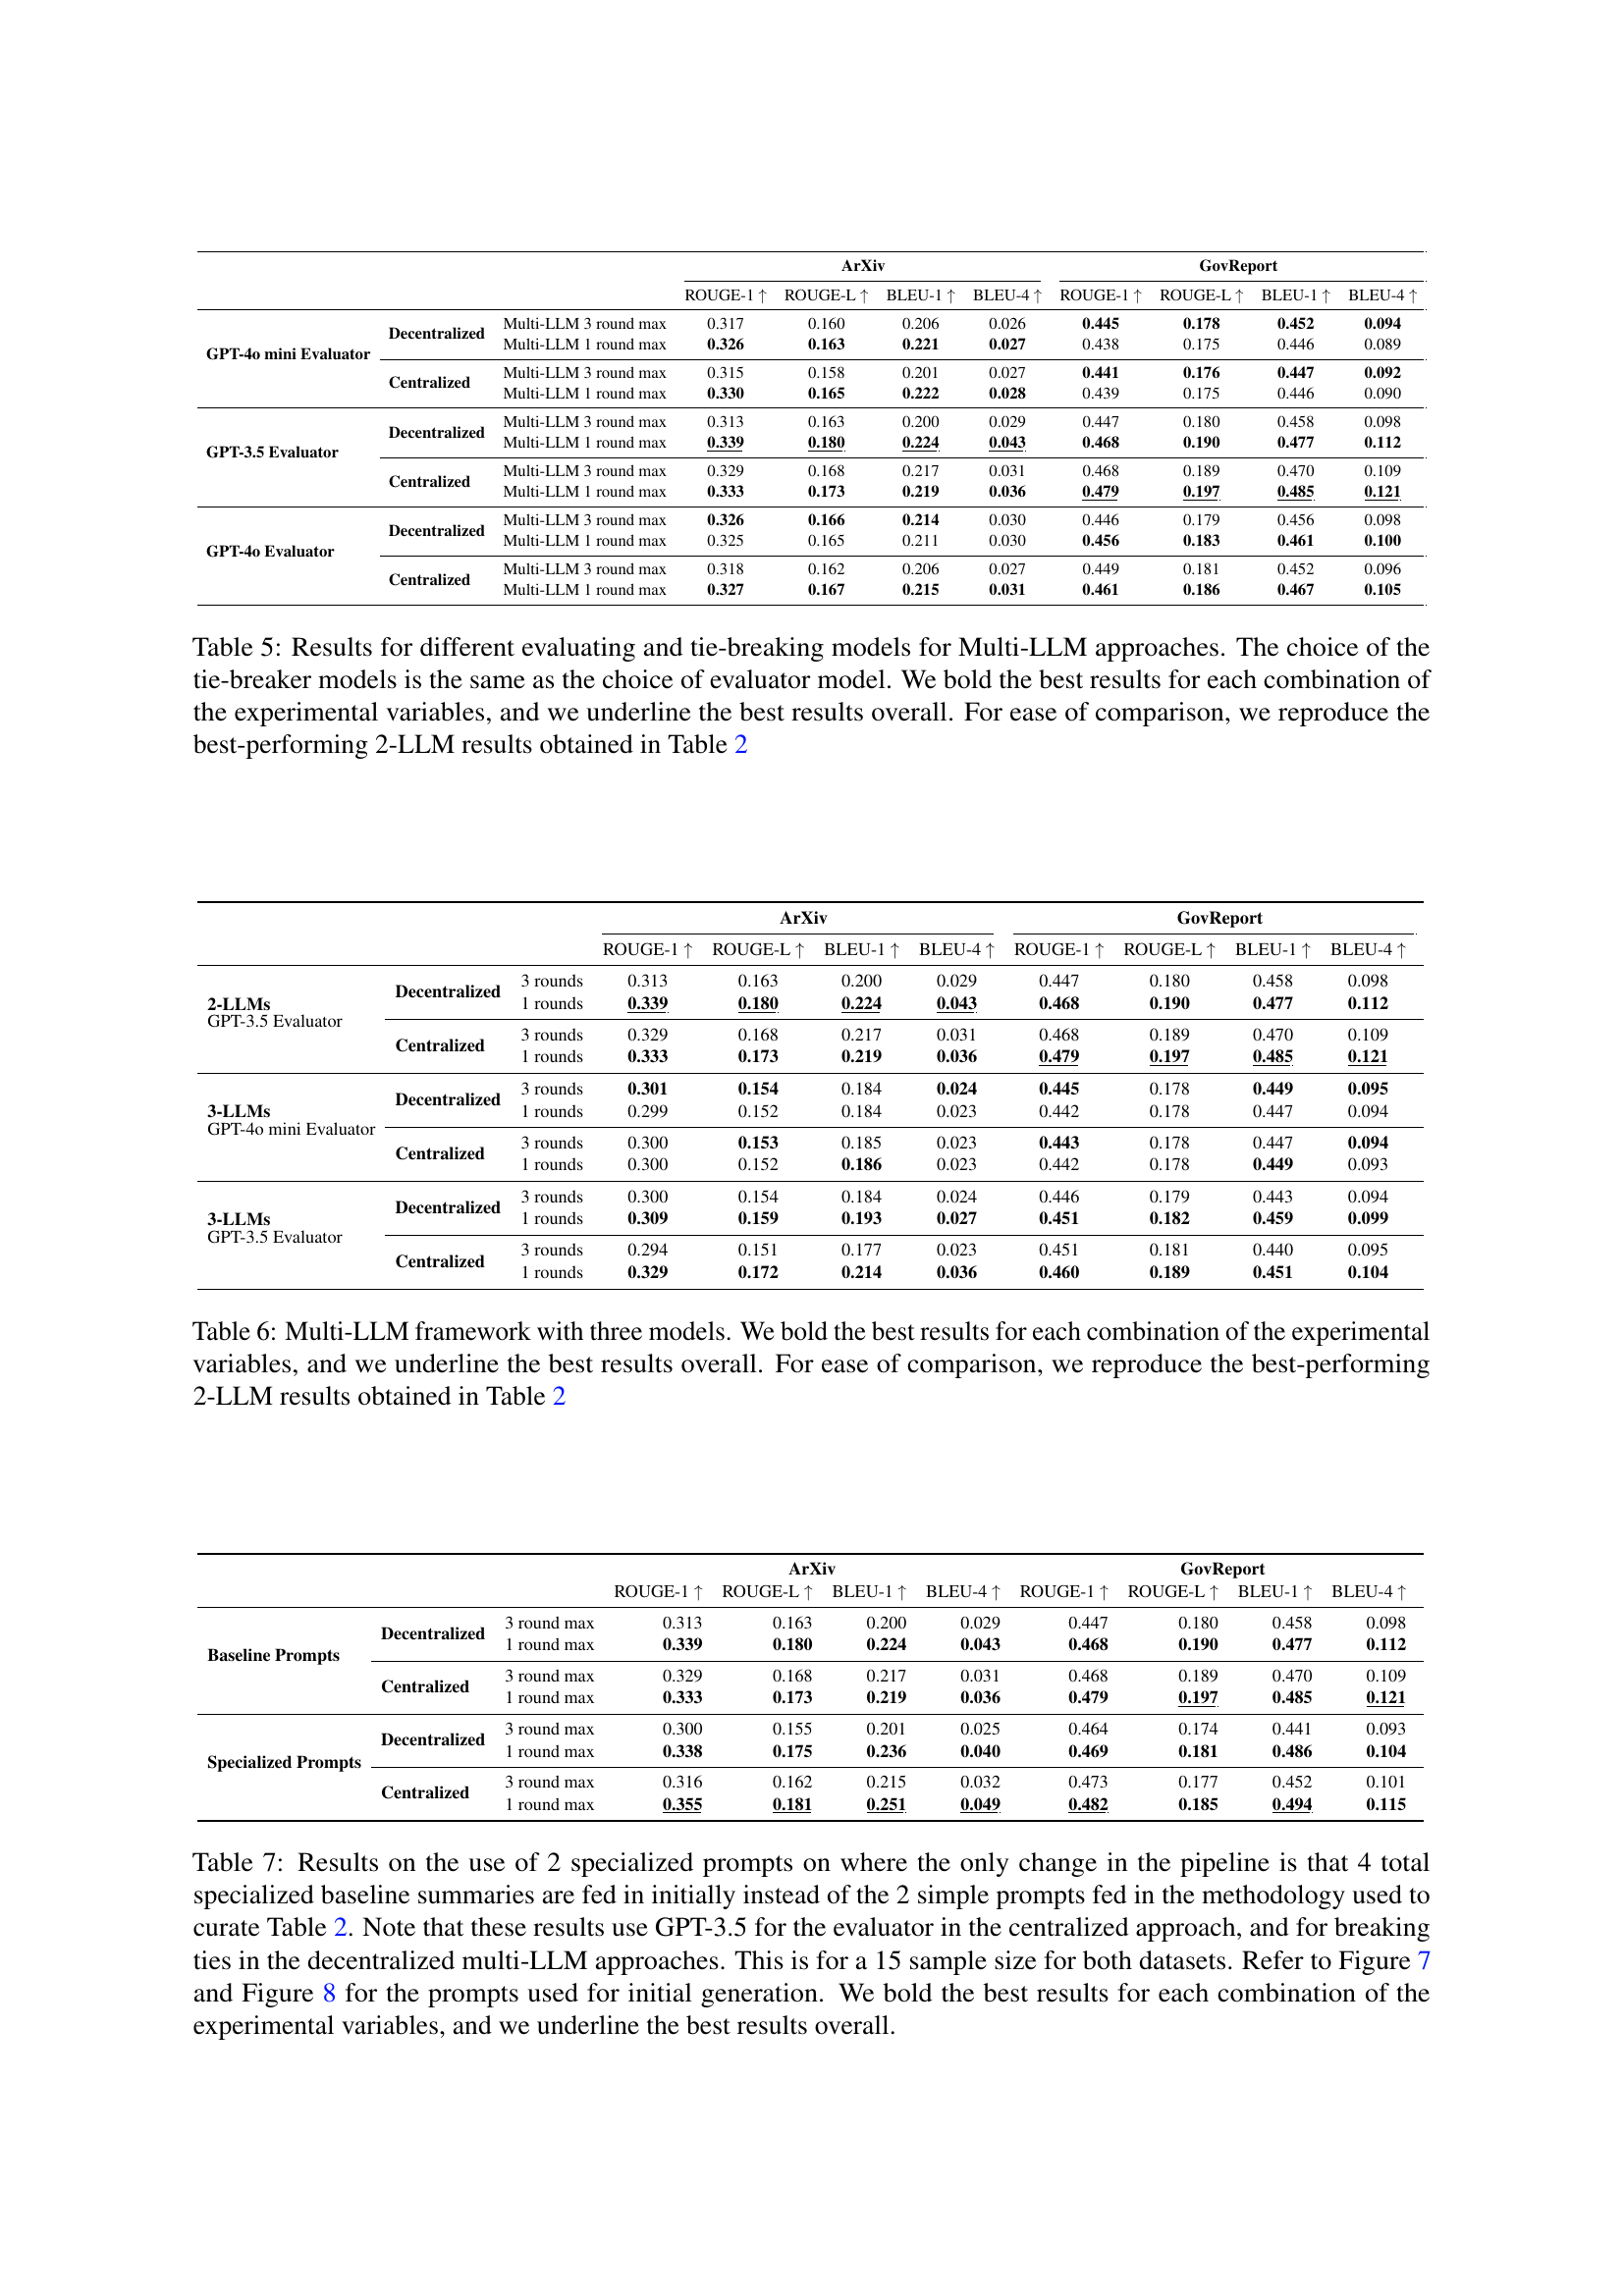 ArXiv GovReport
ROUGE-1 ↑ ROUGE-L ↑ BLEU-1 ↑ BLEU-4 ↑ ROUGE-1 ↑ ROUGE-L ↑ BLEU-1 ↑ BLEU-4 ↑
GPT-4o mini Evaluator Decentralized Multi-LLM 3 round max 0.317 0.160 0.206 0.026 0.445 0.178 0.452 0.094
Multi-LLM 1 round max 0.326 0.163 0.221 0.027 0.438 0.175 0.446 0.089
Centralized Multi-LLM 3 round max 0.315 0.158 0.201 0.027 0.441 0.176 0.447 0.092
Multi-LLM 1 round max 0.330 0.165 0.222 0.028 0.439 0.175 0.446 0.090
GPT-3.5 Evaluator Decentralized Multi-LLM 3 round max 0.313 0.163 0.200 0.029 0.447 0.180 0.458 0.098
Multi-LLM 1 round max 0.339 0.180 0.224 0.043 0.468 0.190 0.477 0.112
Centralized Multi-LLM 3 round max 0.329 0.168 0.217 0.031 0.468 0.189 0.470 0.109
Multi-LLM 1 round max 0.333 0.173 0.219 0.036 0.479 0.197 0.485 0.121
GPT-4o Evaluator Decentralized Multi-LLM 3 round max 0.326 0.166 0.214 0.030 0.446 0.179 0.456 0.098
Multi-LLM 1 round max 0.325 0.165 0.211 0.030 0.456 0.183 0.461 0.100
Centralized Multi-LLM 3 round max 0.318 0.162 0.206 0.027 0.449 0.181 0.452 0.096
Multi-LLM 1 round max 0.327 0.167 0.215 0.031 0.461 0.186 0.467 0.105
Table 5: Results for different evaluating and tie-breaking models for Multi-LLM approaches. The choice of the
tie-breaker models is the same as the choice of evaluator model. We bold the best results for each combination of
the experimental variables, and we underline the best results overall. For ease of comparison, we reproduce the
best-performing 2-LLM results obtained in Table 2
ArXiv GovReport
ROUGE-1 ↑ ROUGE-L ↑ BLEU-1 ↑ BLEU-4 ↑ ROUGE-1 ↑ ROUGE-L ↑ BLEU-1 ↑ BLEU-4 ↑
2-LLMs GPT-3.5 Evaluator Decentralized 3 rounds 0.313 0.163 0.200 0.029 0.447 0.180 0.458 0.098
1 rounds 0.339 0.180 0.224 0.043 0.468 0.190 0.477 0.112
Centralized 3 rounds 0.329 0.168 0.217 0.031 0.468 0.189 0.470 0.109
1 rounds 0.333 0.173 0.219 0.036 0.479 0.197 0.485 0.121
3-LLMs GPT-4o mini Evaluator Decentralized 3 rounds 0.301 0.154 0.184 0.024 0.445 0.178 0.449 0.095
1 rounds 0.299 0.152 0.184 0.023 0.442 0.178 0.447 0.094
Centralized 3 rounds 0.300 0.153 0.185 0.023 0.443 0.178 0.447 0.094
1 rounds 0.300 0.152 0.186 0.023 0.442 0.178 0.449 0.093
3-LLMs GPT-3.5 Evaluator Decentralized 3 rounds 0.300 0.154 0.184 0.024 0.446 0.179 0.443 0.094
1 rounds 0.309 0.159 0.193 0.027 0.451 0.182 0.459 0.099
Centralized 3 rounds 0.294 0.151 0.177 0.023 0.451 0.181 0.440 0.095
1 rounds 0.329 0.172 0.214 0.036 0.460 0.189 0.451 0.104
Table 6: Multi-LLM framework with three models. We bold the best results for each combination of the experimental
variables, and we underline the best results overall. For ease of comparison, we reproduce the best-performing
2-LLM results obtained in Table 2
ArXiv GovReport
ROUGE-1 ↑ ROUGE-L ↑ BLEU-1 ↑ BLEU-4 ↑ ROUGE-1 ↑ ROUGE-L ↑ BLEU-1 ↑ BLEU-4 ↑
Baseline Prompts Decentralized 3 round max 0.313 0.163 0.200 0.029 0.447 0.180 0.458 0.098
1 round max 0.339 0.180 0.224 0.043 0.468 0.190 0.477 0.112
Centralized 3 round max 0.329 0.168 0.217 0.031 0.468 0.189 0.470 0.109
1 round max 0.333 0.173 0.219 0.036 0.479 0.197 0.485 0.121
Specialized Prompts Decentralized 3 round max 0.300 0.155 0.201 0.025 0.464 0.174 0.441 0.093
1 round max 0.338 0.175 0.236 0.040 0.469 0.181 0.486 0.104
Centralized 3 round max 0.316 0.162 0.215 0.032 0.473 0.177 0.452 0.101
1 round max 0.355 0.181 0.251 0.049 0.482 0.185 0.494 0.115
Table 7: Results on the use of 2 specialized prompts on where the only change in the pipeline is that 4 total
specialized baseline summaries are fed in initially instead of the 2 simple prompts fed in the methodology used to
curate Table 2. Note that these results use GPT-3.5 for the evaluator in the centralized approach, and for breaking
ties in the decentralized multi-LLM approaches. This is for a 15 sample size for both datasets. Refer to Figure 7
and Figure 8 for the prompts used for initial generation. We bold the best results for each combination of the
experimental variables, and we underline the best results overall.